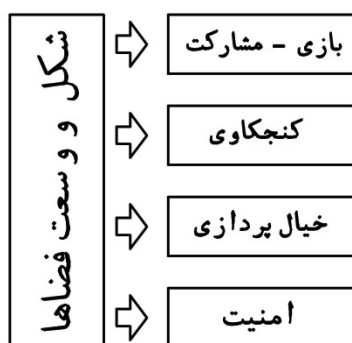 شکل و وسعت فضاها
بازی - مشارکت
کنجکاوی
خیال پردازی
امنیت